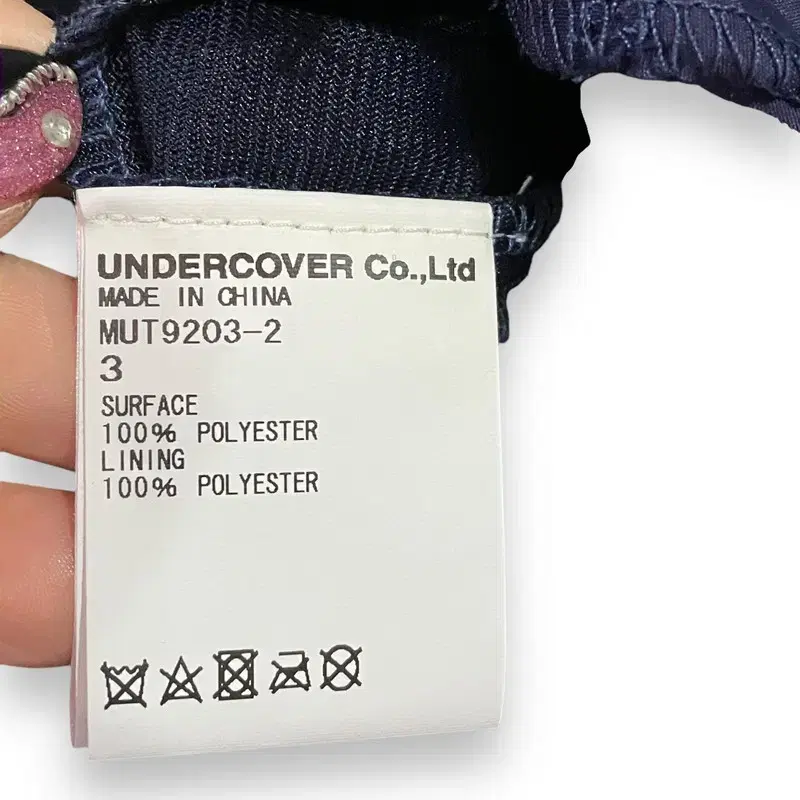 UNDERCOVER Co.,Ltd
MADE IN CHINA
MUT9203-2
3
SURFACE
100% POLYESTER
LINING
100% POLYESTER